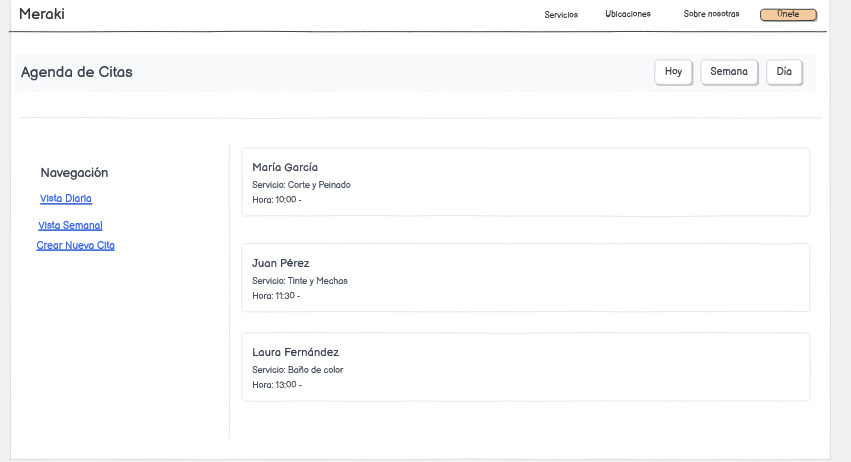 Meraki
Servicios Ubicaciones Sobre nosotras Únete
Agenda de Citas
Hoy Semana Día
Navegación
Vista Diaria
Vista Semanal
Crear Nueva Cita
María García
Servicio: Corte y Peinado
Hora: 10:00 -
Juan Pérez
Servicio: Tinte y Mechas
Hora: 11:30 -
Laura Fernández
Servicio: Baño de color
Hora: 13:00 -